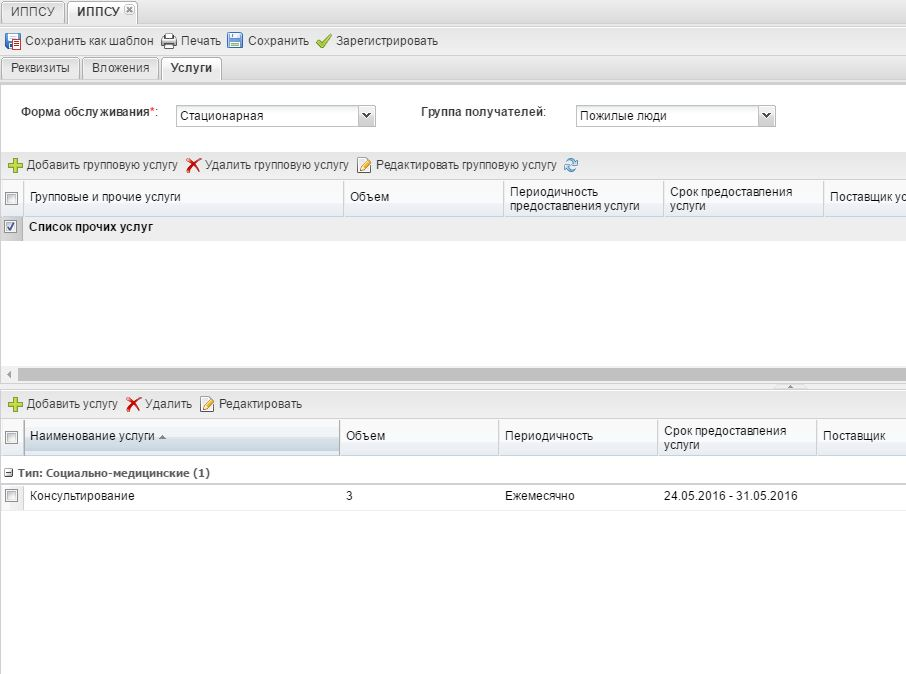 ИППСУ ИППСУ
Сохранить как шаблон Печать Сохранить Зарегистрировать
Реквизиты Вложения Услуги
Форма обслуживания*: Стационарная Группа получателей: Пожилые люди
Добавить групповую услугу Удалить групповую услугу Редактировать групповую услугу
Групповые и прочие услуги Объем Периодичность предоставления услуги Срок предоставления услуги Поставщик ус
Список прочих услуг
Добавить услугу Удалить Редактировать
Наименование услуги Объем Периодичность Срок предоставления услуги Поставщик
Тип: Социально-медицинские (1)
Консультирование 3 Ежемесячно 24.05.2016 - 31.05.2016